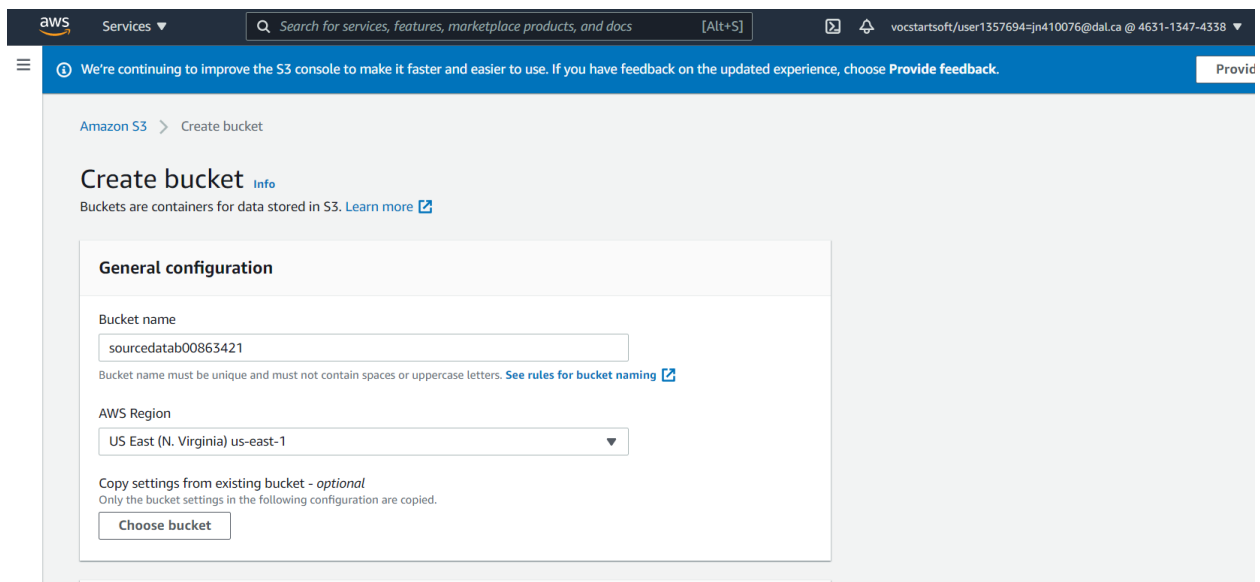 aws Services ▼ Search for services, features, marketplace products, and docs [Alt+S] vocstartsoft/user1357694=jn410076@dal.ca @ 4631-1347-4338 ▼
We're continuing to improve the S3 console to make it faster and easier to use. If you have feedback on the updated experience, choose Provide feedback. Provid
Amazon S3 > Create bucket
Create bucket Info
Buckets are containers for data stored in S3. Learn more
General configuration
Bucket name
sourcedatab00863421
Bucket name must be unique and must not contain spaces or uppercase letters. See rules for bucket naming
AWS Region
US East (N. Virginia) us-east-1
Copy settings from existing bucket - optional
Only the bucket settings in the following configuration are copied.
Choose bucket